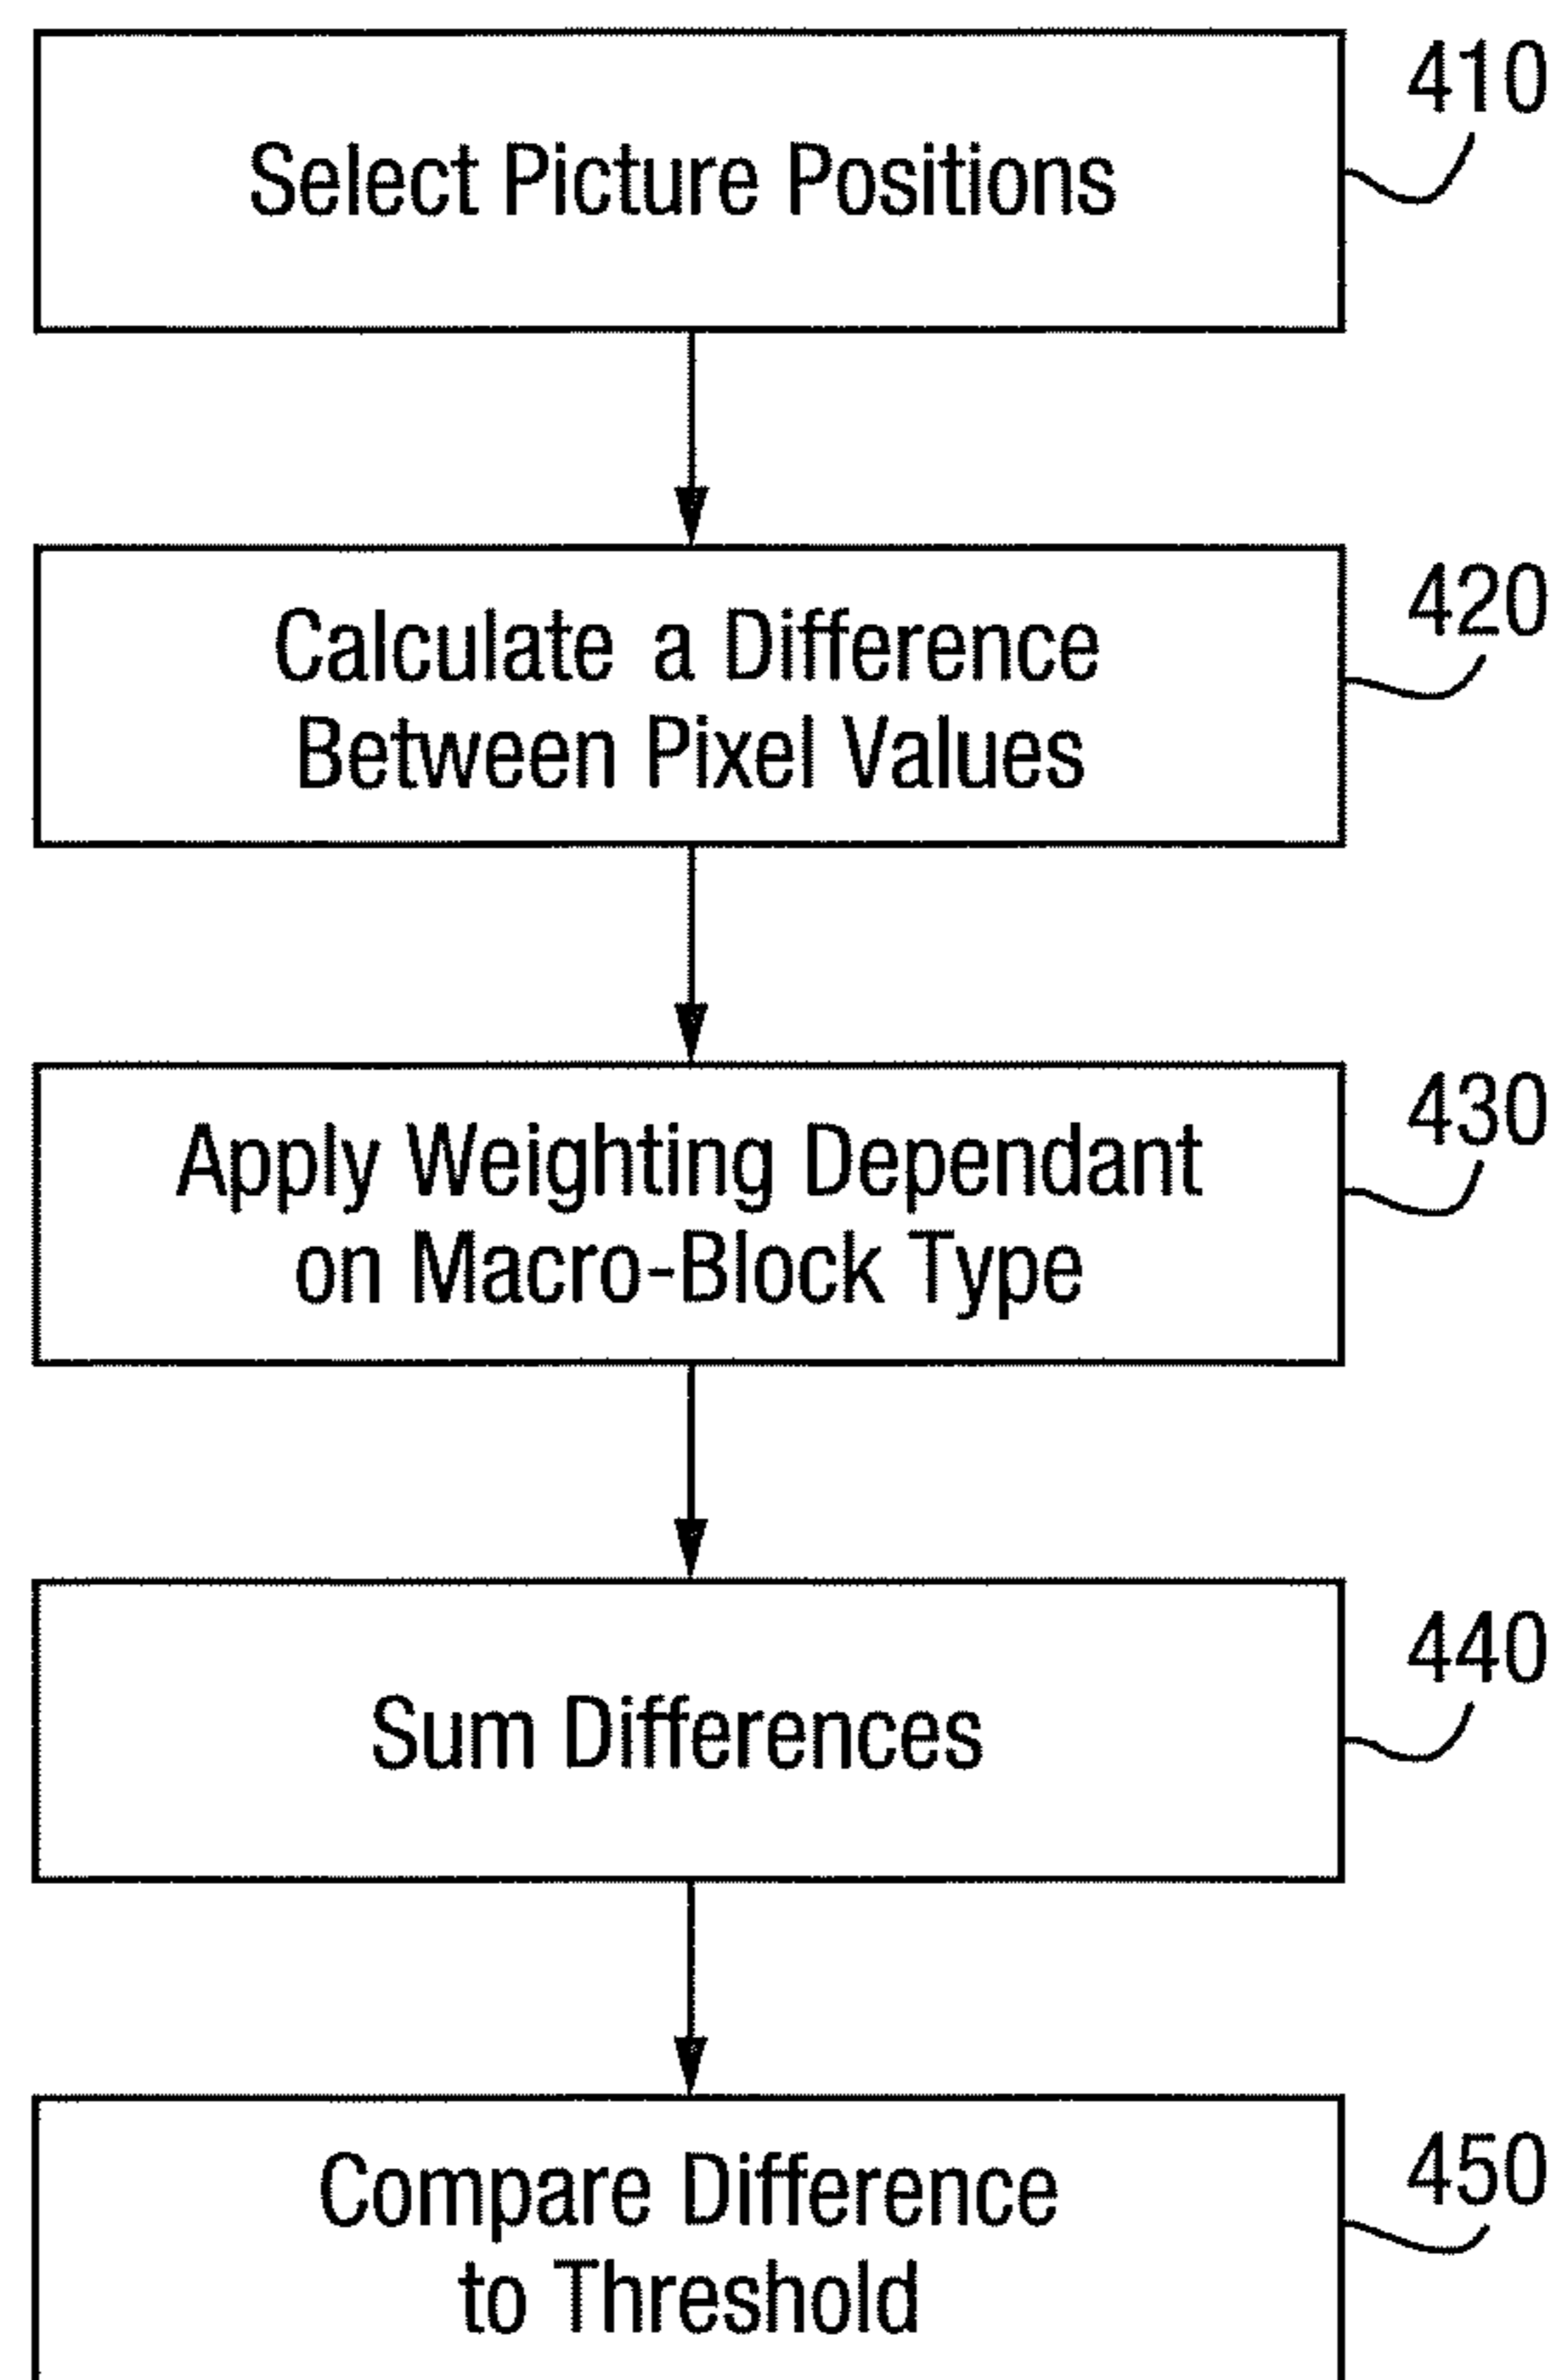 410
Select Picture Positions
420
Calculate a Difference
Between Pixel Values
430
Apply Weighting Dependant
on Macro-Block Type
440
Sum Differences
450
Compare Difference
to Threshold